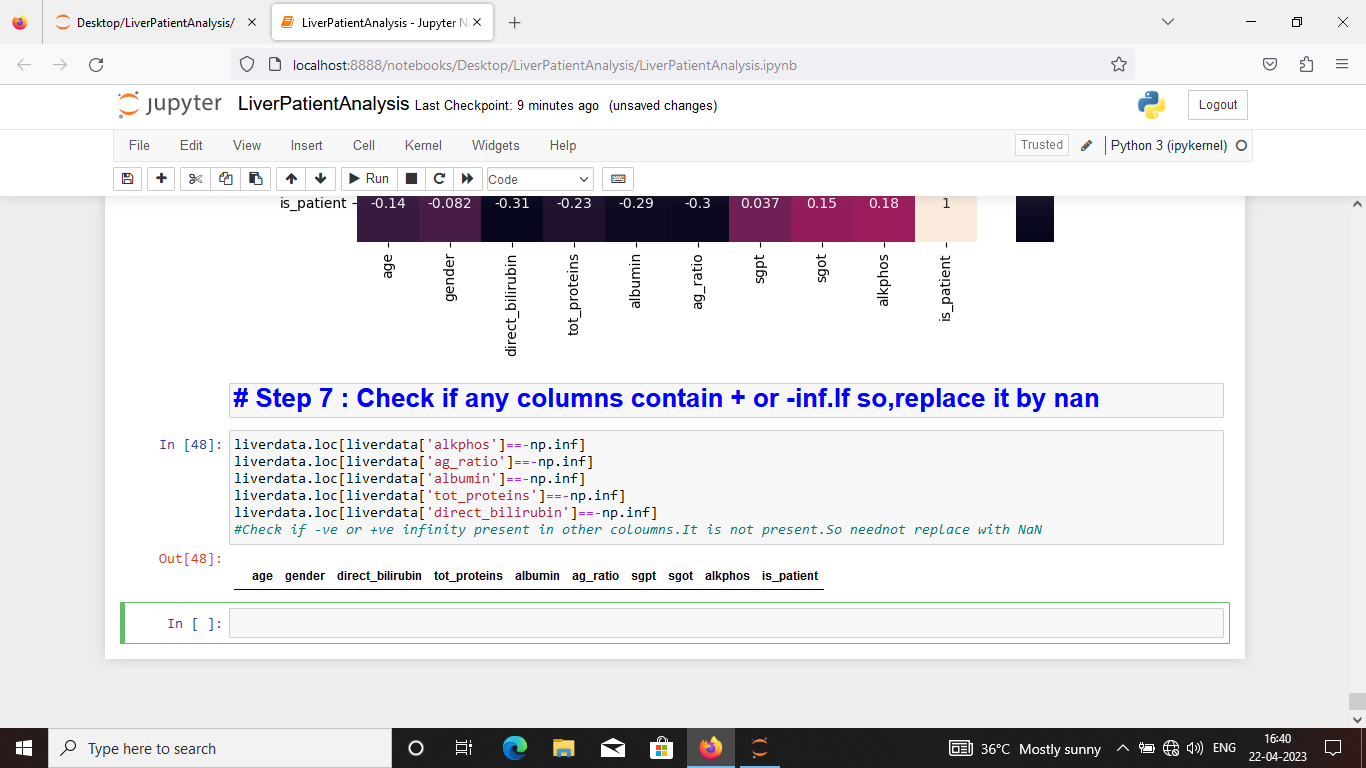 Desktop/LiverPatientAnalysis/
LiverPatientAnalysis - Jupyter N
localhost:8888/notebooks/Desktop/LiverPatientAnalysis/LiverPatientAnalysis.ipynb
jupyter LiverPatientAnalysis Last Checkpoint: 9 minutes ago (unsaved changes)
Logout
File Edit View Insert Cell Kernel Widgets Help
Trusted Python 3 (ipykernel)
Run Code
is_patient -0.14 -0.082 -0.31 -0.23 -0.29 -0.3 0.037 0.15 0.18 1
age gender direct_bilirubin tot_proteins albumin ag_ratio sgpt sgot alkphos is_patient
# Step 7 : Check if any columns contain + or -inf.If so,replace it by nan
In [48]: liverdata.loc[liverdata['alkphos']==-np.inf]
liverdata.loc[liverdata['ag_ratio']==-np.inf]
liverdata.loc[liverdata['albumin']==-np.inf]
liverdata.loc[liverdata['tot_proteins']==-np.inf]
liverdata.loc[liverdata['direct_bilirubin']==-np.inf]
#Check if -ve or +ve infinity present in other coloumns.It is not present.So neednot replace with NaN
Out[48]:
age gender direct_bilirubin tot_proteins albumin ag_ratio sgpt sgot alkphos is_patient
In [ ]:
Type here to search
36°C Mostly sunny
ENG
16:40
22-04-2023